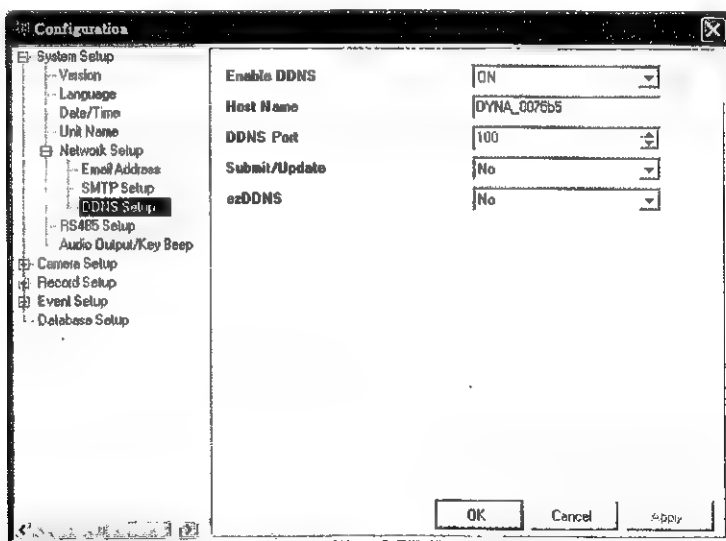 Configuration
System Setup
Version
Language
Date/Time
Unit Name
Network Setup
Email Address
SMTP Setup
DDNS Setup
RS485 Setup
Audio Output/Key Beep
Camera Setup
Record Setup
Event Setup
Database Setup
Enable DDNS
ON
Host Name
DYNA_0076b5
DDNS Port
100
Submit/Update
No
ezDDNS
No
OK
Cancel
Apply